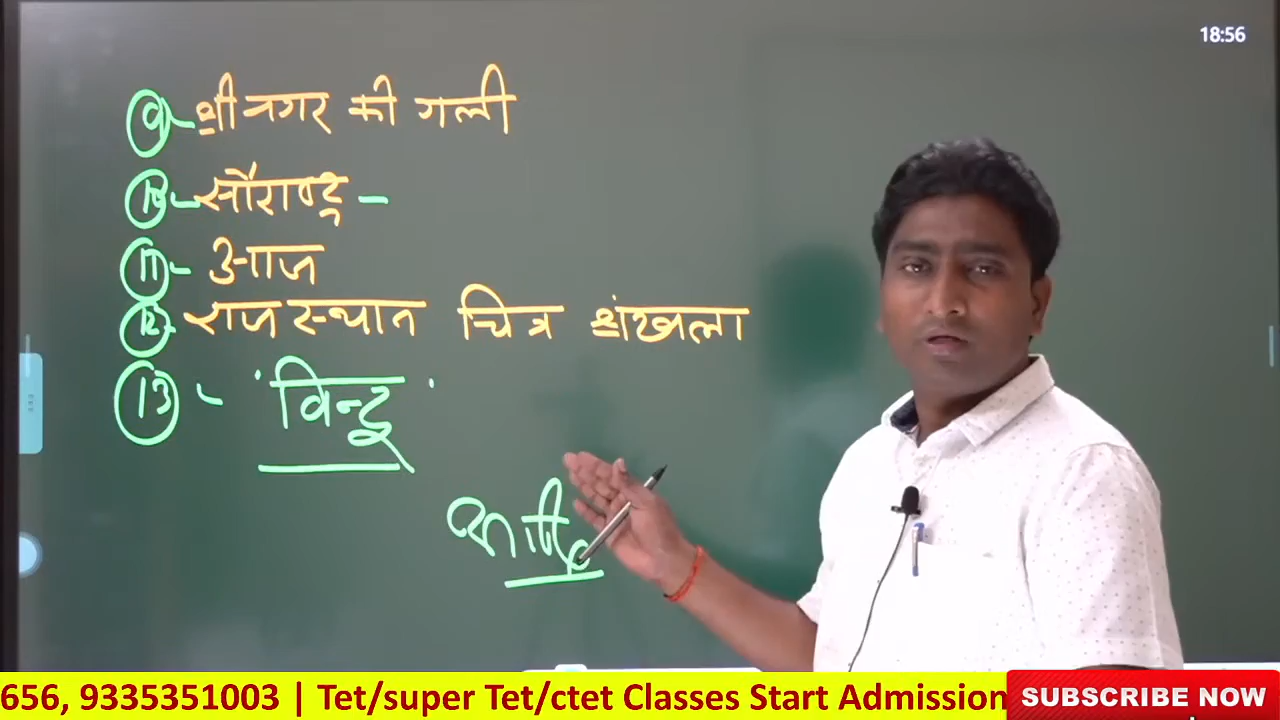 18:56
9 - श्रीनगर की गली
10 - सौराष्ट्र -
11 - आज
12 - राजस्थान चित्र श्रंखला
13 - 'विन्दु'
656, 9335351003 | Tet/super Tet/ctet Classes Start Admission
SUBSCRIBE NOW